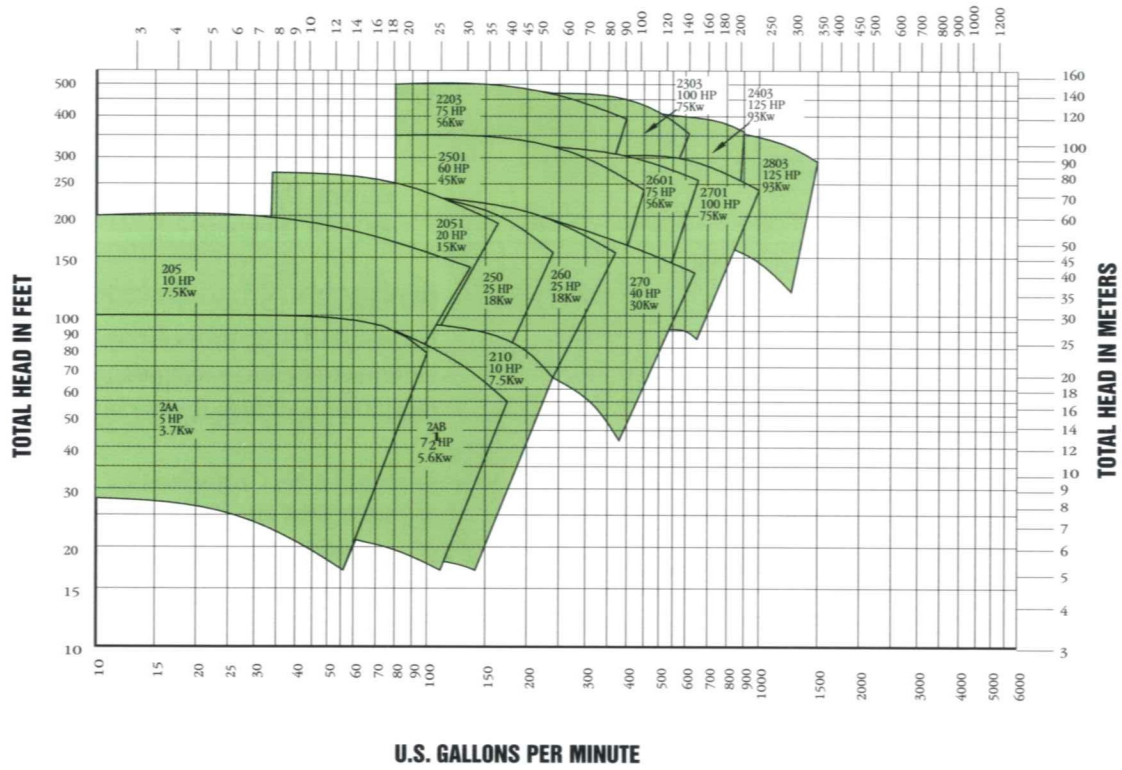 3 4 5 6 7 8 9 10 12 14 16 18 20 25 30 35 40 45 50 60 70 80 90 100 120 140 160 180 200 250 300 350 400 450 500 600 700 800 900 1000 1200
500
400
300
250
200
150
100
90
80
70
60
50
40
30
20
15
10
TOTAL HEAD IN FEET
2203
75 HP
56Kw
2303
100 HP
75Kw
2403
125 HP
93Kw
2501
60 HP
45Kw
2601
75 HP
56Kw
2701
100 HP
75Kw
2803
125 HP
93Kw
2051
20 HP
15Kw
205
10 HP
7.5Kw
250
25 HP
18Kw
260
25 HP
18Kw
270
40 HP
30Kw
210
10 HP
7.5Kw
2AA
5 HP
3.7Kw
2AB
7 1/2 HP
5.6Kw
160
140
120
100
90
80
70
60
50
45
40
35
30
25
20
18
16
14
12
10
9
8
7
6
5
4
3
TOTAL HEAD IN METERS
10 15 20 25 30 35 40 45 50 60 70 80 90 100 150 200 300 400 500 600 700 800 900 1000 1500 2000 3000 4000 5000 6000
U.S. GALLONS PER MINUTE